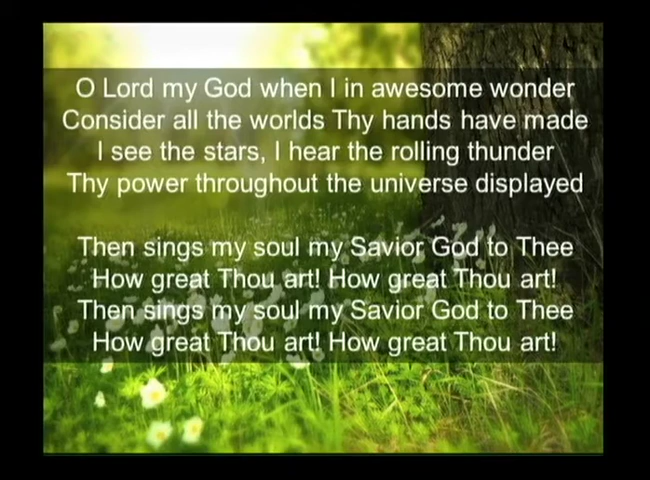 O Lord my God when I in awesome wonder
Consider all the worlds Thy hands have made
I see the stars, I hear the rolling thunder
Thy power throughout the universe displayed
Then sings my soul my Savior God to Thee
How great Thou art! How great Thou art!
Then sings my soul my Savior God to Thee
How great Thou art! How great Thou art!